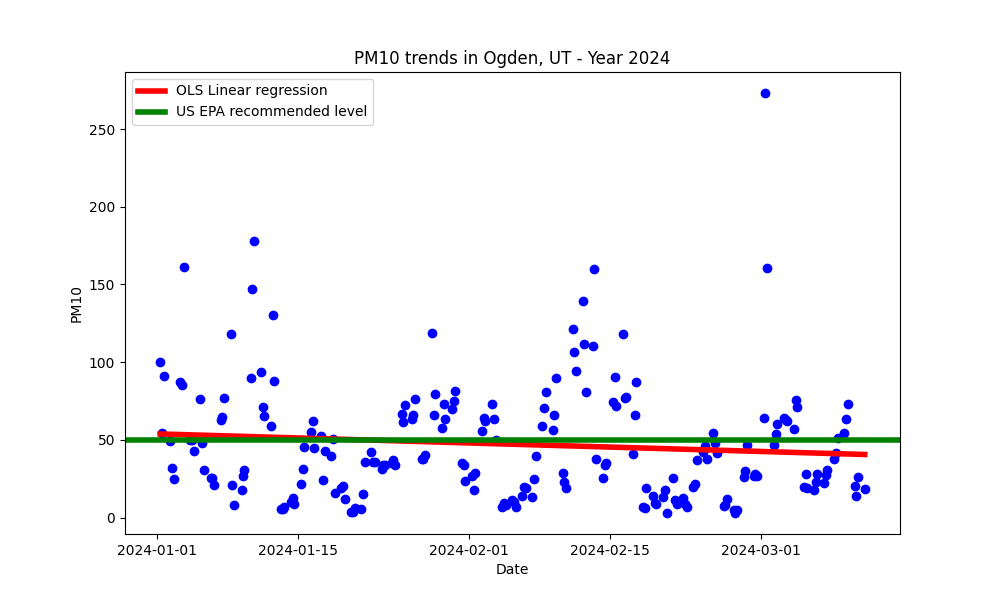 PM10 trends in Ogden, UT - Year 2024
OLS Linear regression
US EPA recommended level
250
200
150
100
50
0
PM10
2024-01-01 2024-01-15 2024-02-01 2024-02-15 2024-03-01
Date